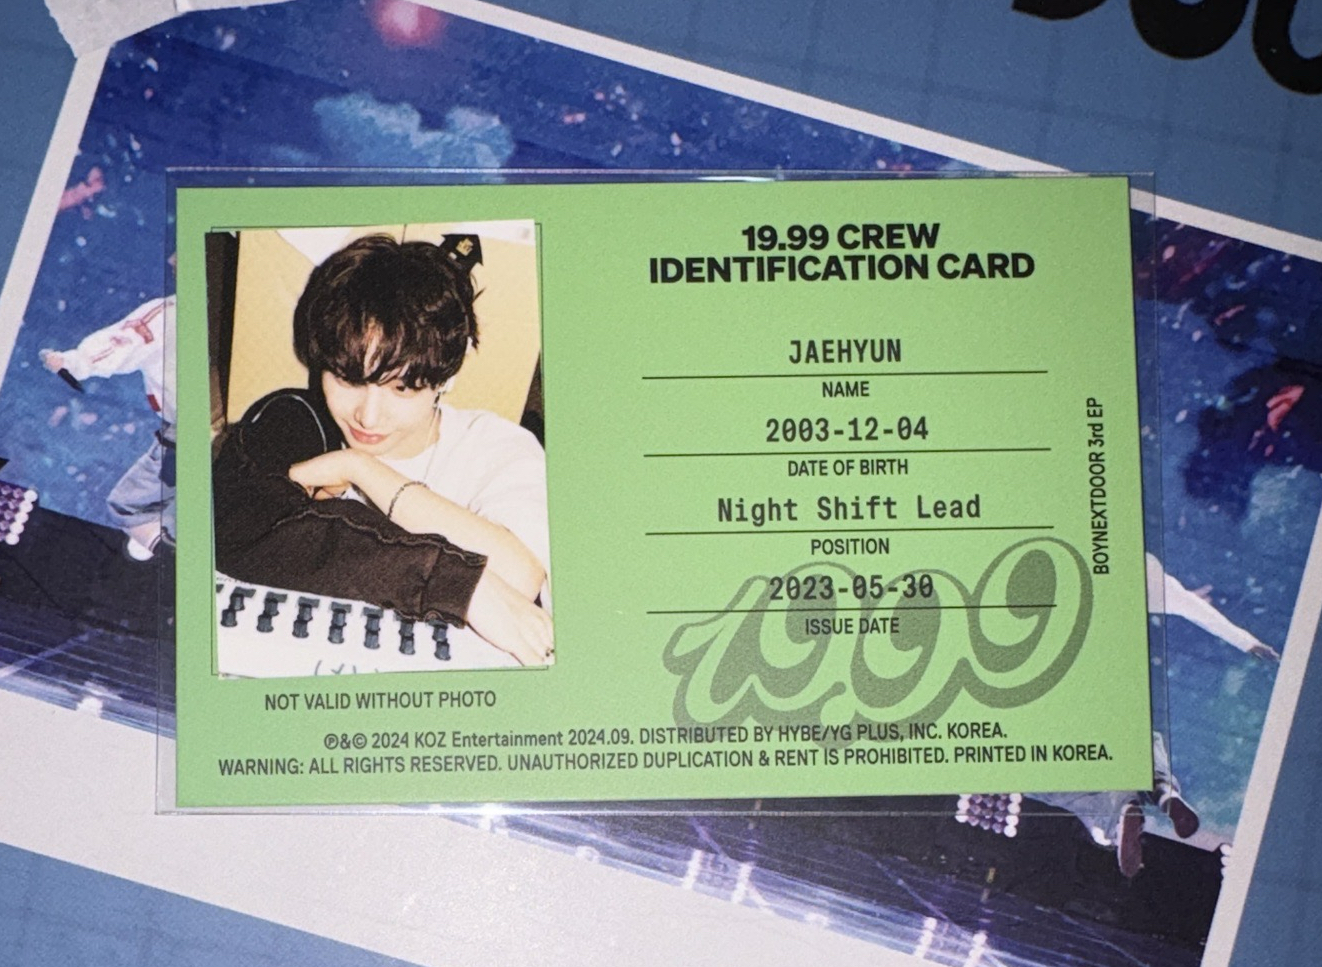 19.99 CREW
IDENTIFICATION CARD
JAEHYUN
NAME
2003-12-04
DATE OF BIRTH
Night Shift Lead
POSITION
2023-05-30
ISSUE DATE
19.99
BOYNEXTDOOR 3rd EP
NOT VALID WITHOUT PHOTO
℗&© 2024 KOZ Entertainment 2024.09. DISTRIBUTED BY HYBE/YG PLUS, INC. KOREA.
WARNING: ALL RIGHTS RESERVED. UNAUTHORIZED DUPLICATION & RENT IS PROHIBITED. PRINTED IN KOREA.